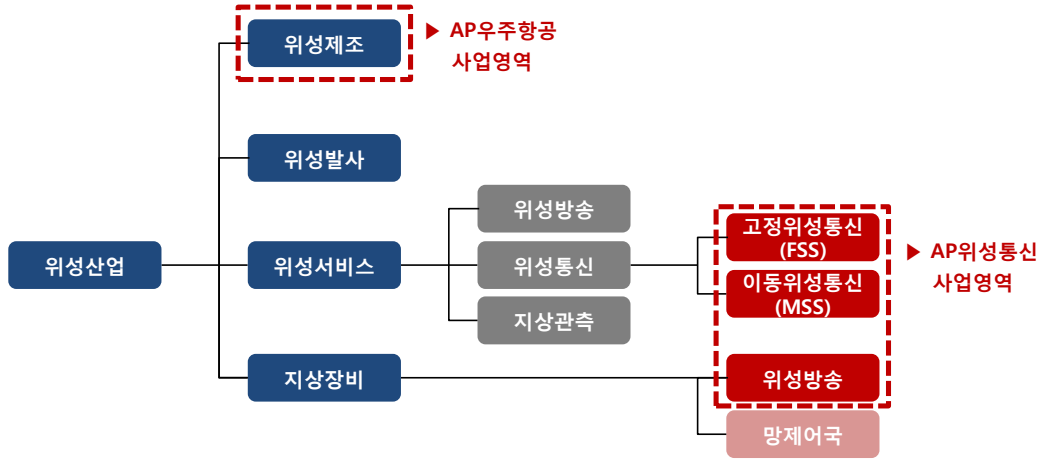 위성제조
▶ AP우주항공
사업영역
위성발사
위성산업
위성서비스
위성방송
위성통신
지상관측
고정위성통신
(FSS)
이동위성통신
(MSS)
▶ AP위성통신
사업영역
지상장비
위성방송
망제어국